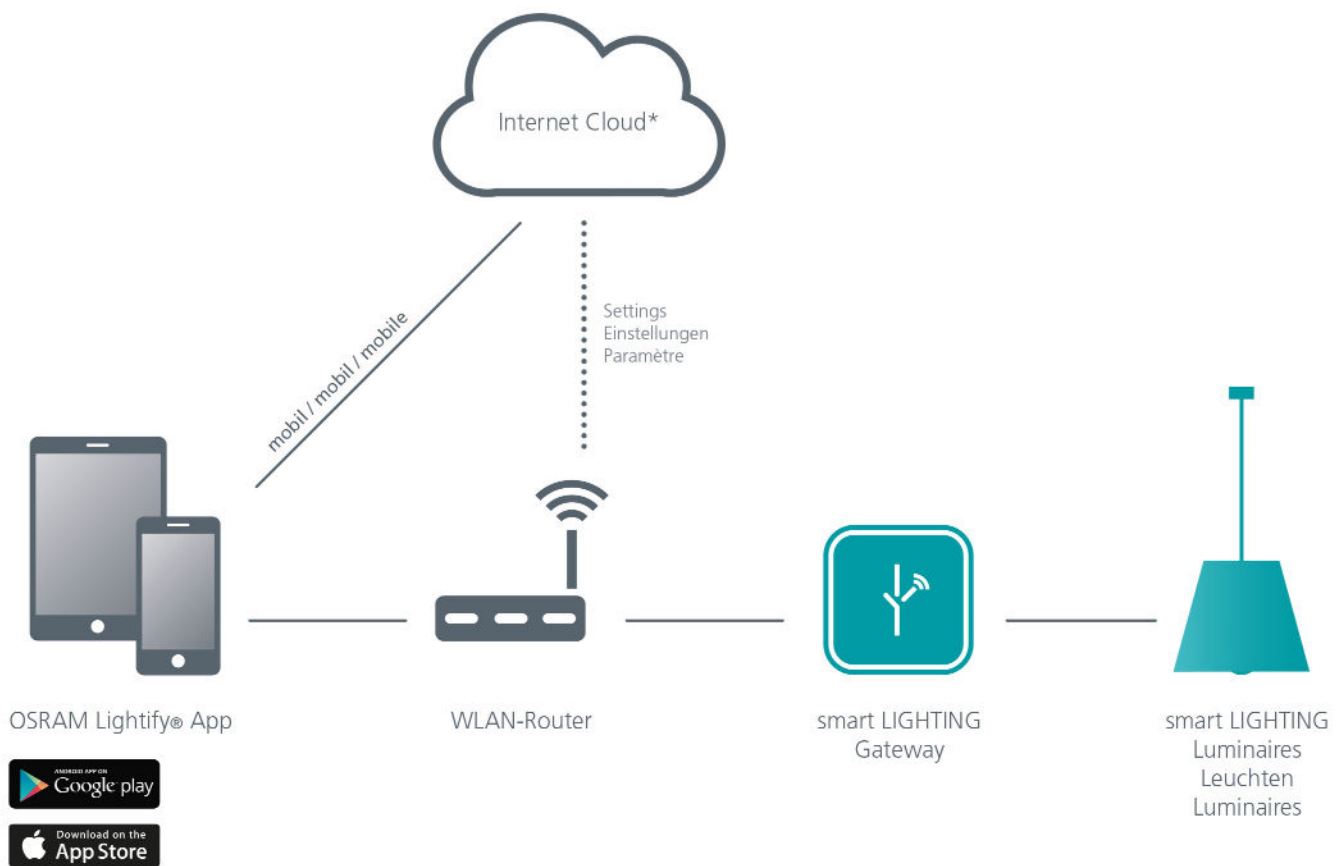 Internet Cloud*
Settings
Einstellungen
Paramètre
mobil / mobil / mobile
OSRAM Lightify® App
WLAN-Router
smart LIGHTING
Gateway
smart LIGHTING
Luminaires
Leuchten
Luminaires
ANDROID APP ON
Google play
Download on the
App Store